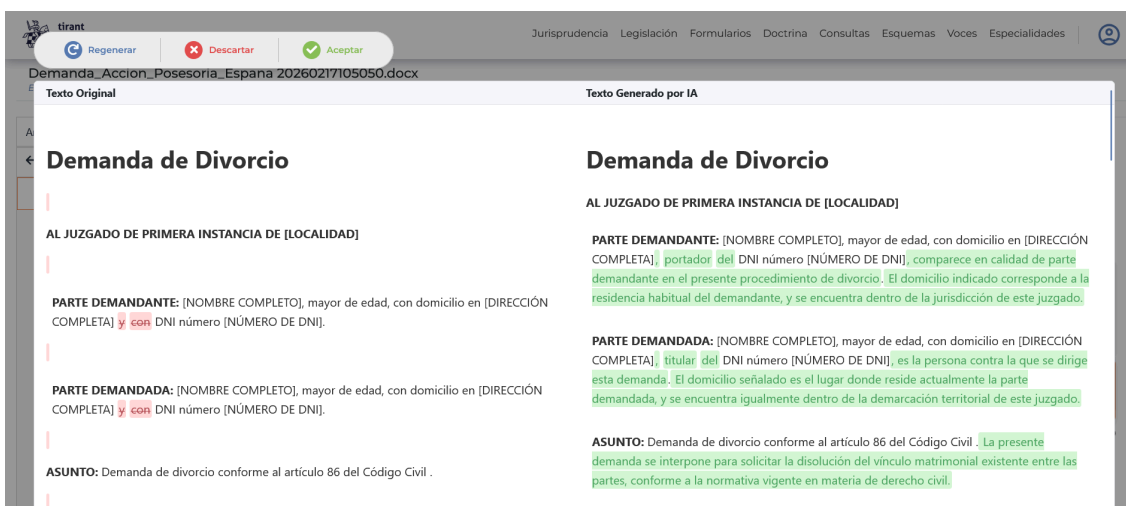 tirant
Jurisprudencia Legislación Formularios Doctrina Consultas Esquemas Voces Especialidades
Regenerar Descartar Aceptar
Demanda_Accion_Posesoria_Espana 20260217105050.docx
Texto Original
Demanda de Divorcio
AL JUZGADO DE PRIMERA INSTANCIA DE [LOCALIDAD]
PARTE DEMANDANTE: [NOMBRE COMPLETO], mayor de edad, con domicilio en [DIRECCIÓN
COMPLETA] y con DNI número [NÚMERO DE DNI].
PARTE DEMANDADA: [NOMBRE COMPLETO], mayor de edad, con domicilio en [DIRECCIÓN
COMPLETA] y con DNI número [NÚMERO DE DNI].
ASUNTO: Demanda de divorcio conforme al artículo 86 del Código Civil .
Texto Generado por IA
Demanda de Divorcio
AL JUZGADO DE PRIMERA INSTANCIA DE [LOCALIDAD]
PARTE DEMANDANTE: [NOMBRE COMPLETO], mayor de edad, con domicilio en [DIRECCIÓN
COMPLETA], portador del DNI número [NÚMERO DE DNI], comparece en calidad de parte
demandante en el presente procedimiento de divorcio. El domicilio indicado corresponde a la
residencia habitual del demandante, y se encuentra dentro de la jurisdicción de este juzgado.
PARTE DEMANDADA: [NOMBRE COMPLETO], mayor de edad, con domicilio en [DIRECCIÓN
COMPLETA], titular del DNI número [NÚMERO DE DNI], es la persona contra la que se dirige
esta demanda. El domicilio señalado es el lugar donde reside actualmente la parte
demandada, y se encuentra igualmente dentro de la demarcación territorial de este juzgado.
ASUNTO: Demanda de divorcio conforme al artículo 86 del Código Civil . La presente
demanda se interpone para solicitar la disolución del vínculo matrimonial existente entre las
partes, conforme a la normativa vigente en materia de derecho civil.